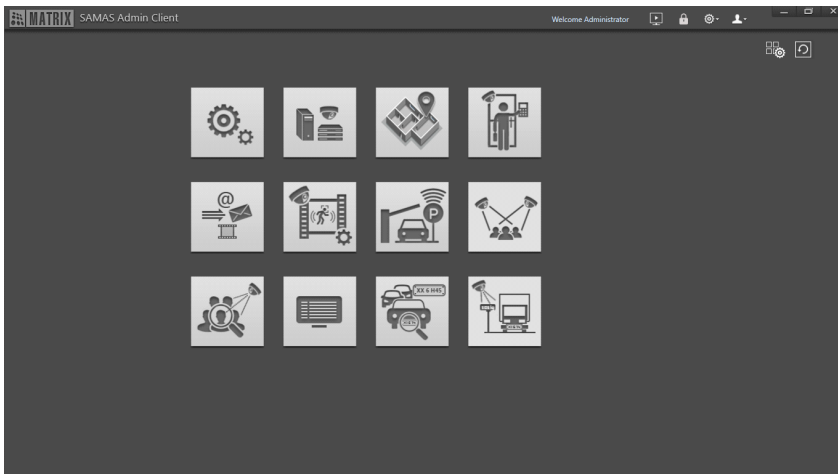 MATRIX SAMAS Admin Client
Welcome Administrator
@
P
XX 6 H45